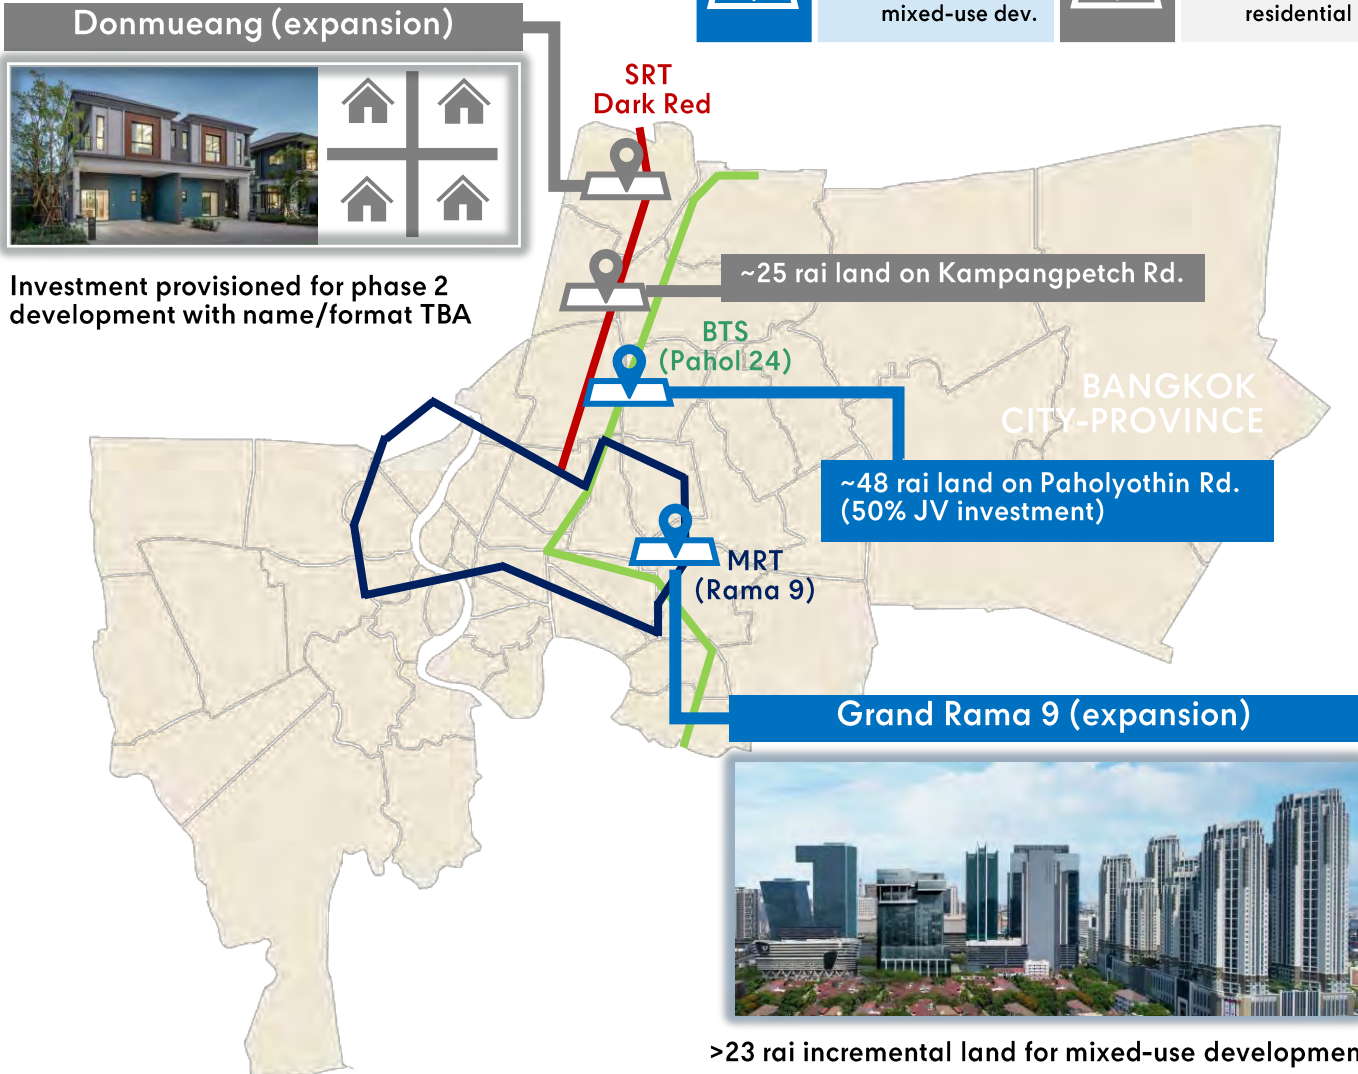 Donmueang (expansion)
mixed-use dev.
residential
SRT
Dark Red
~25 rai land on Kampangpetch Rd.
Investment provisioned for phase 2
development with name/format TBA
BTS
(Pahol 24)
BANGKOK
CITY-PROVINCE
~48 rai land on Paholyothin Rd.
(50% JV investment)
MRT
(Rama 9)
Grand Rama 9 (expansion)
>23 rai incremental land for mixed-use developmen